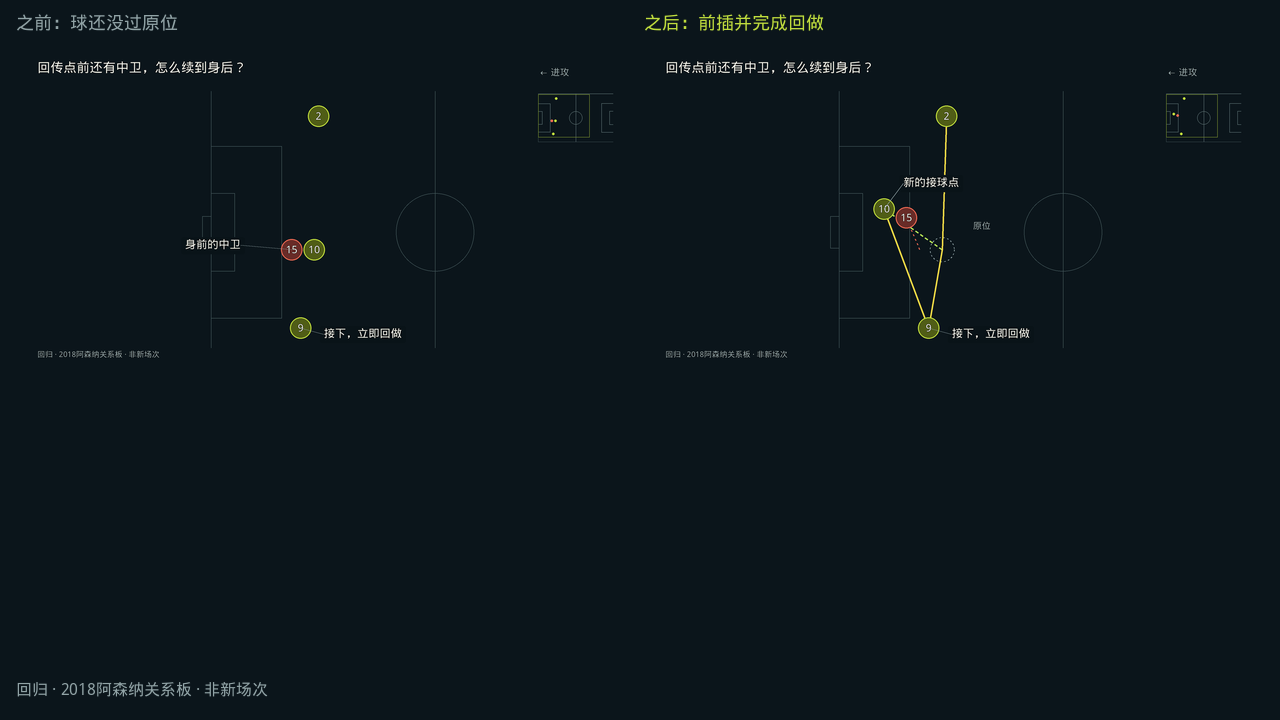 之前：球还没过原位
回传点前还有中卫，怎么续到身后？
← 进攻
2
身前的中卫
15
10
9
接下，立即回做
回归 · 2018阿森纳关系板 · 非新场次
之后：前插并完成回做
回传点前还有中卫，怎么续到身后？
← 进攻
2
新的接球点
10
15
原位
9
接下，立即回做
回归 · 2018阿森纳关系板 · 非新场次
回归 · 2018阿森纳关系板 · 非新场次